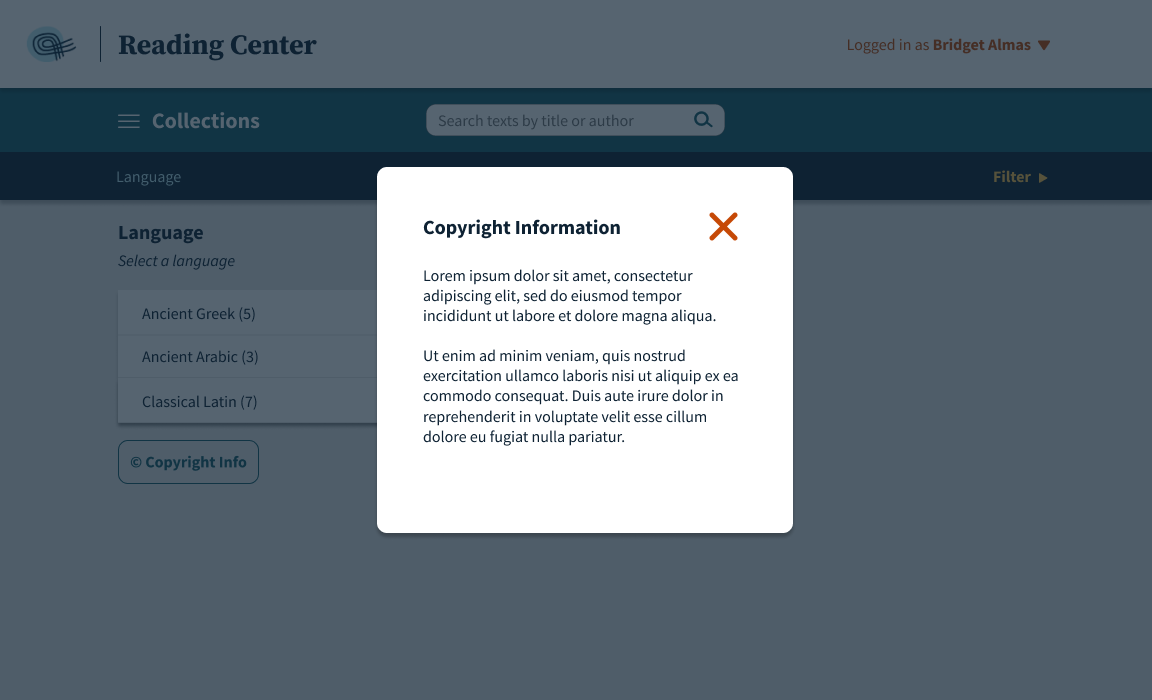 Reading Center
Logged in as Bridget Almas
Collections
Search texts by title or author
Language
Filter
Language
Select a language
Ancient Greek (5)
Ancient Arabic (3)
Classical Latin (7)
© Copyright Info
Copyright Information
Lorem ipsum dolor sit amet, consectetur
adipiscing elit, sed do eiusmod tempor
incididunt ut labore et dolore magna aliqua.
Ut enim ad minim veniam, quis nostrud
exercitation ullamco laboris nisi ut aliquip ex ea
commodo consequat. Duis aute irure dolor in
reprehenderit in voluptate velit esse cillum
dolore eu fugiat nulla pariatur.